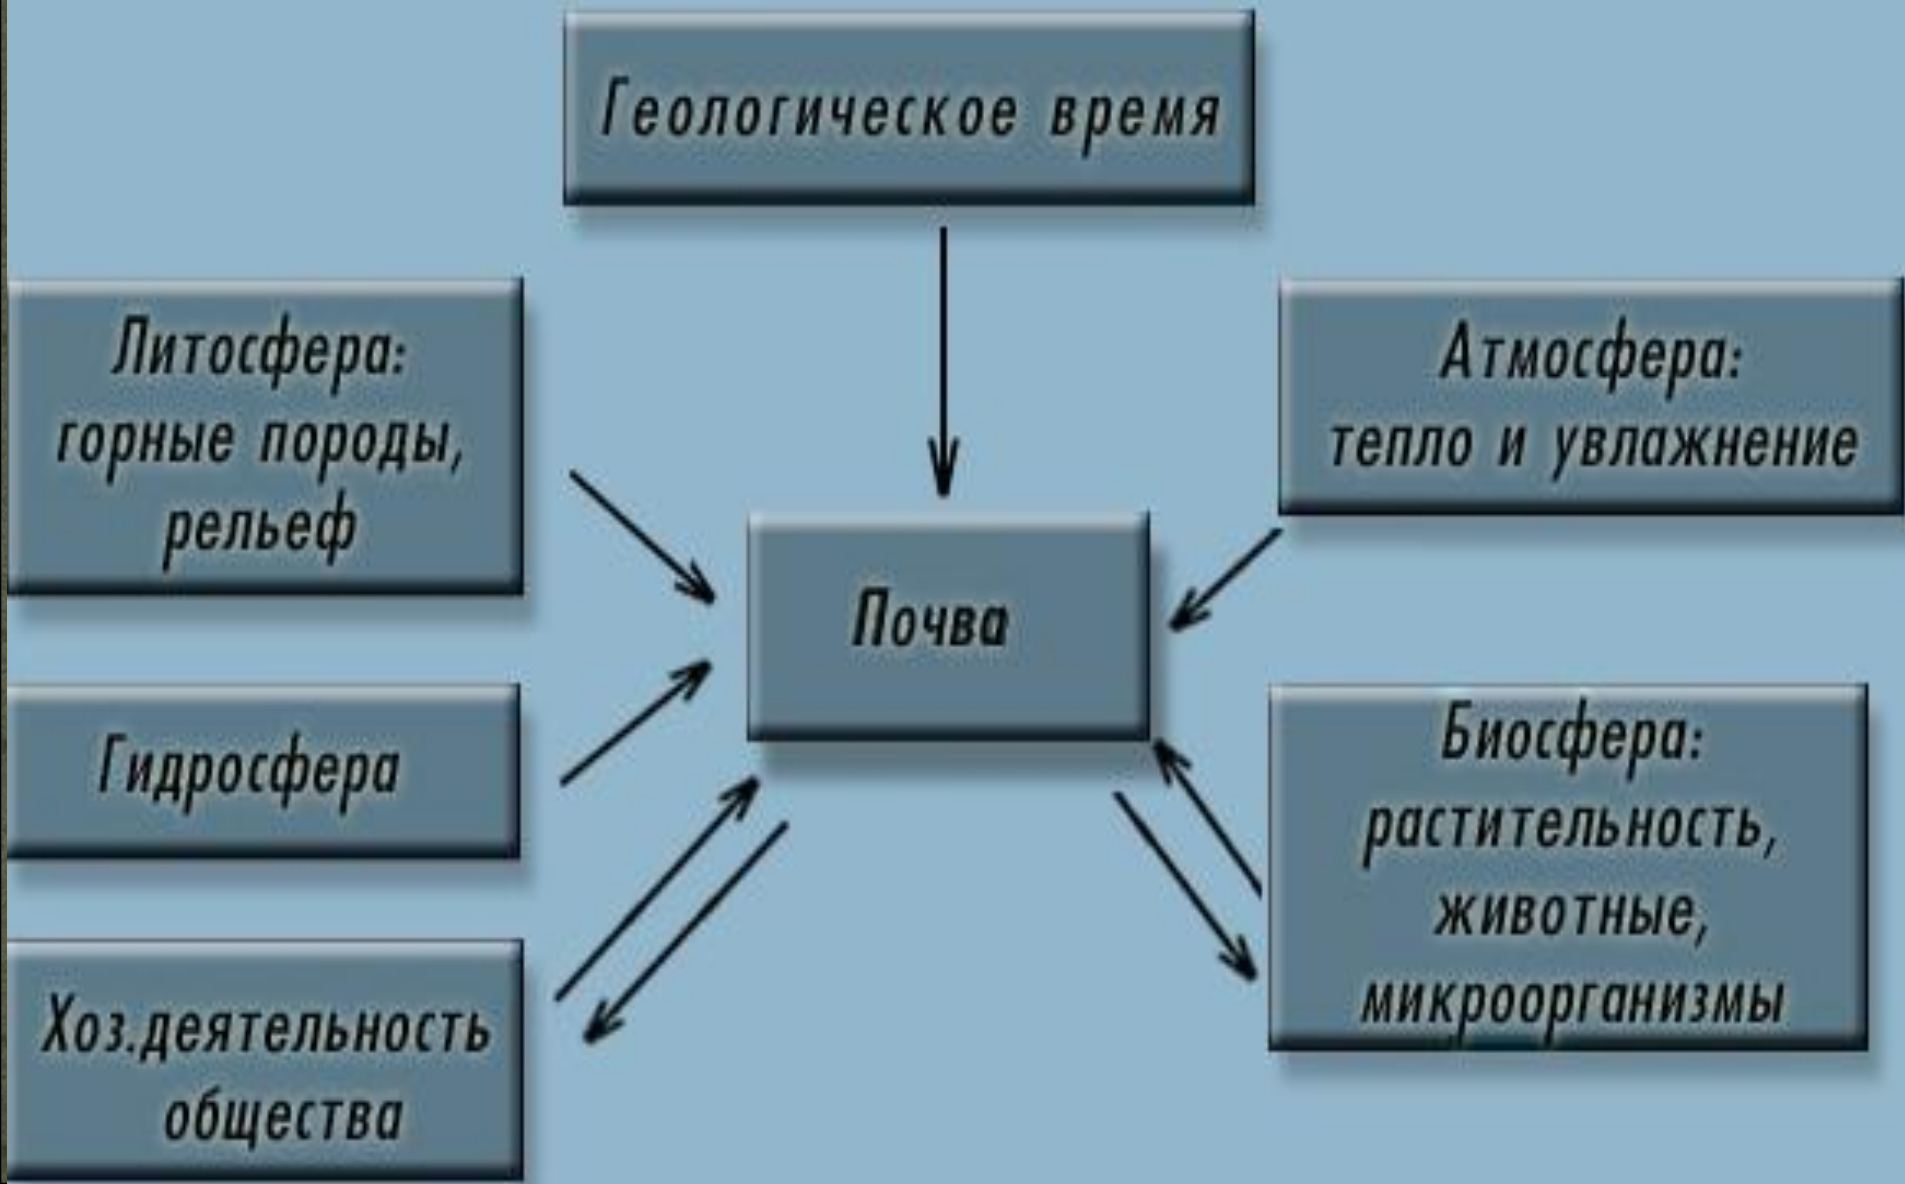 Геологическое время
Литосфера:
горные породы,
рельеф
Атмосфера:
тепло и увлажнение
Почва
Гидросфера
Биосфера:
растительность,
животные,
микроорганизмы
Хоз.деятельность
общества